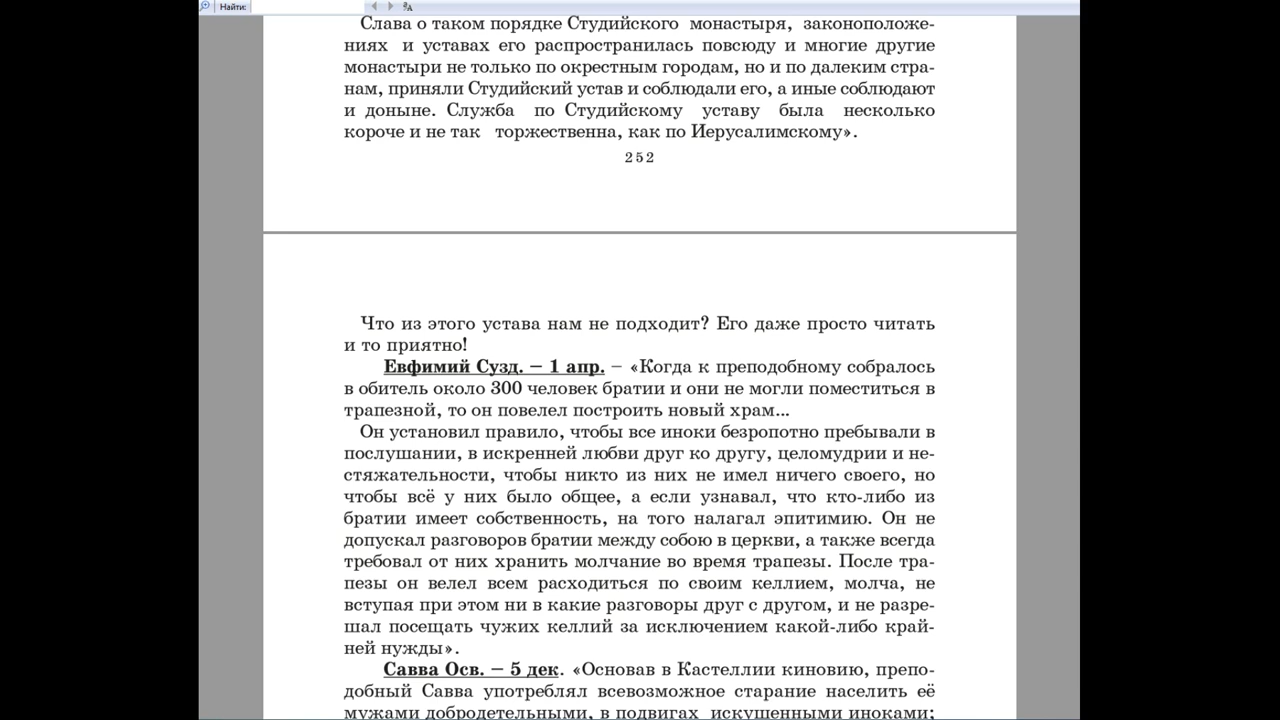 Найти:
Слава о таком порядке Студийского монастыря, законоположе-
ниях и уставах его распространилась повсюду и многие другие
монастыри не только по окрестным городам, но и по далеким стра-
нам, приняли Студийский устав и соблюдали его, а иные соблюдают
и доныне. Служба по Студийскому уставу была несколько
короче и не так торжественна, как по Иерусалимскому».
252
Что из этого устава нам не подходит? Его даже просто читать
и то приятно!
Евфимий Сузд. – 1 апр. – «Когда к преподобному собралось
в обитель около 300 человек братии и они не могли поместиться в
трапезной, то он повелел построить новый храм...
Он установил правило, чтобы все иноки безропотно пребывали в
послушании, в искренней любви друг ко другу, целомудрии и не-
стяжательности, чтобы никто из них не имел ничего своего, но
чтобы всё у них было общее, а если узнавал, что кто-либо из
братии имеет собственность, на того налагал эпитимию. Он не
допускал разговоров братии между собою в церкви, а также всегда
требовал от них хранить молчание во время трапезы. После тра-
пезы он велел всем расходиться по своим келлием, молча, не
вступая при этом ни в какие разговоры друг с другом, и не разре-
шал посещать чужих келлий за исключением какой-либо край-
ней нужды».
Савва Осв. – 5 дек. «Основав в Кастеллии киновию, препо-
добный Савва употреблял всевозможное старание населить её
мужами добродетельными, в подвигах искушенными иноками;